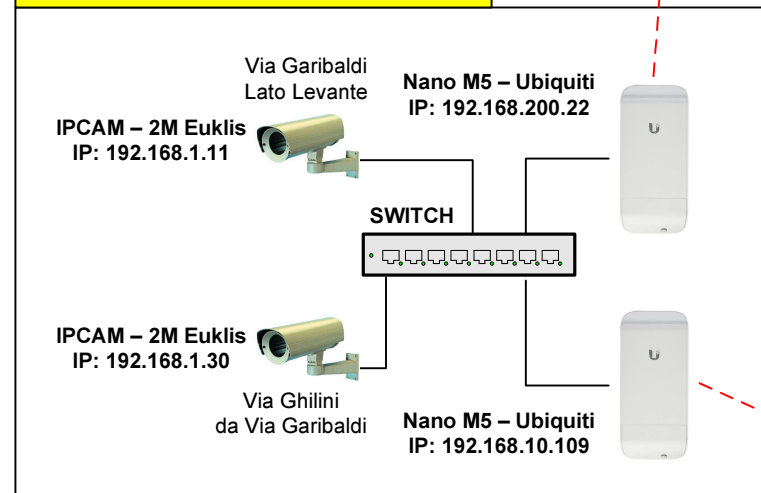 Via Garibaldi
Lato Levante
IPCAM – 2M Euklis
IP: 192.168.1.11
Nano M5 – Ubiquiti
IP: 192.168.200.22
SWITCH
IPCAM – 2M Euklis
IP: 192.168.1.30
Via Ghilini
da Via Garibaldi
Nano M5 – Ubiquiti
IP: 192.168.10.109